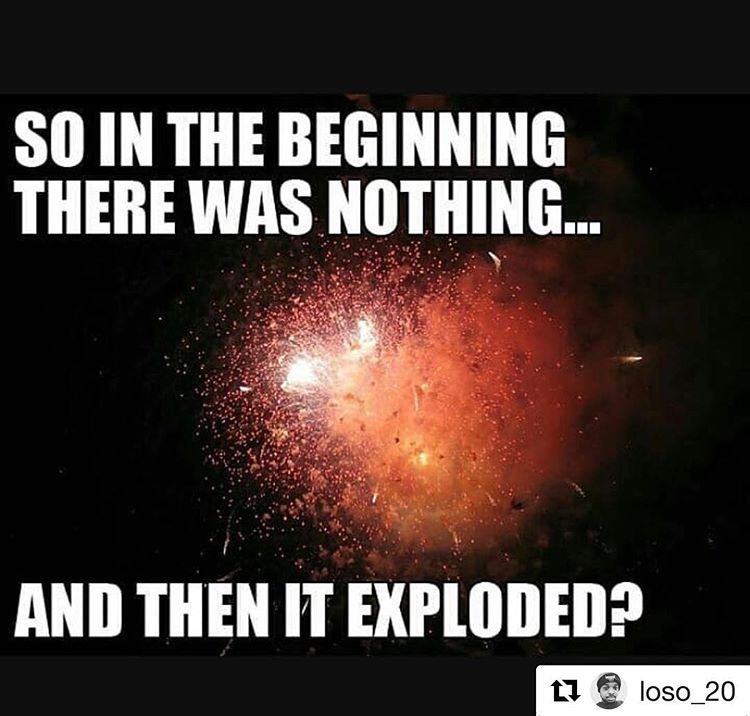 SO IN THE BEGINNING
THERE WAS NOTHING...
AND THEN IT EXPLODED?
loso_20